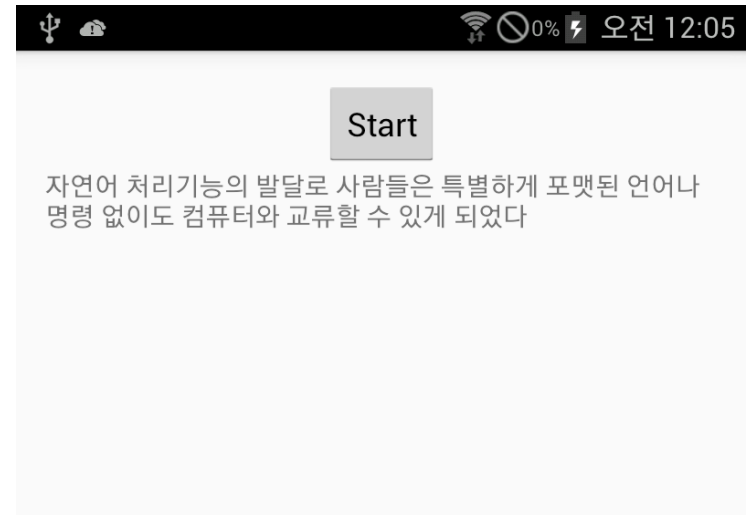 0% 오전 12:05
Start
자연어 처리기능의 발달로 사람들은 특별하게 포맷된 언어나
명령 없이도 컴퓨터와 교류할 수 있게 되었다